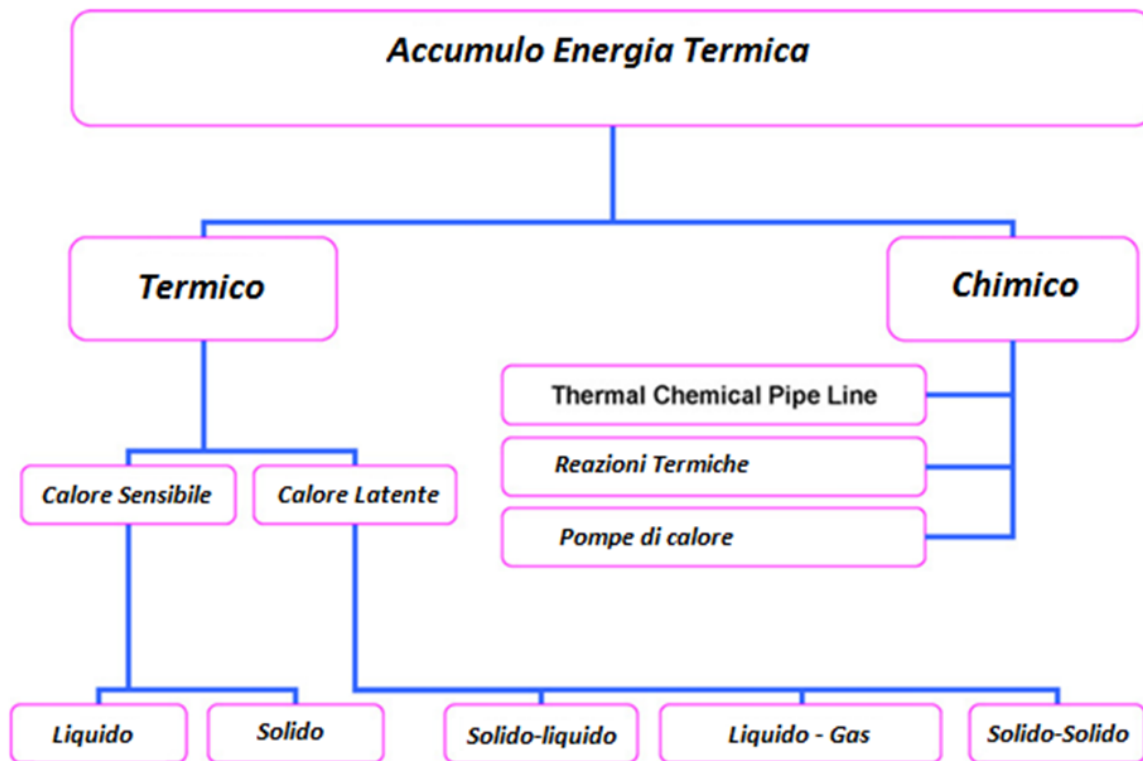 Accumulo Energia Termica
Termico
Chimico
Thermal Chemical Pipe Line
Reazioni Termiche
Pompe di calore
Calore Sensibile
Calore Latente
Liquido
Solido
Solido-liquido
Liquido - Gas
Solido-Solido